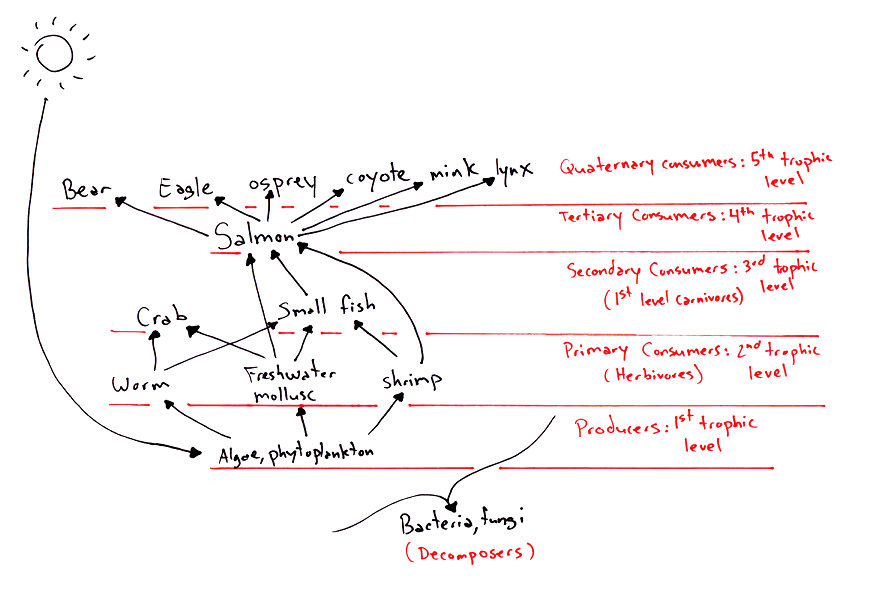 Bear
Eagle
osprey
coyote
mink
lynx
Quaternary consumers: 5th trophic
level
Salmon
Tertiary Consumers: 4th trophic
level
Secondary Consumers: 3rd tophic
(1st level carnivores) level
Crab
Small fish
Primary Consumers: 2nd trophic
(Herbivores) level
Worm
Freshwater
mollusc
shrimp
Producers: 1st trophic
level
Algae, phytoplankton
Bacteria, fungi
(Decomposers)